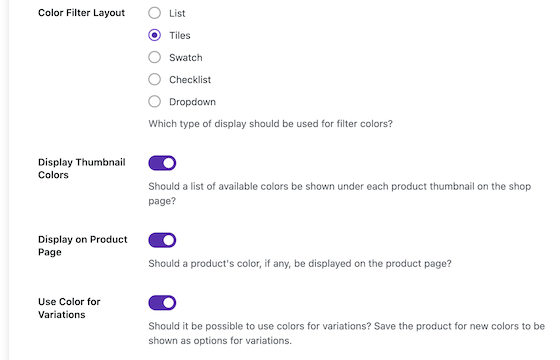 Color Filter Layout
List
Tiles
Swatch
Checklist
Dropdown
Which type of display should be used for filter colors?
Display Thumbnail
Colors
Should a list of available colors be shown under each product thumbnail on the shop
page?
Display on Product
Page
Should a product's color, if any, be displayed on the product page?
Use Color for
Variations
Should it be possible to use colors for variations? Save the product for new colors to be
shown as options for variations.